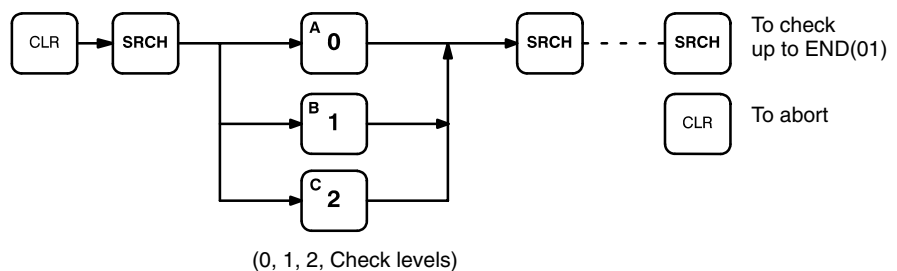 CLR
SRCH
A
0
SRCH
SRCH
To check
up to END(01)
B
1
CLR
To abort
C
2
(0, 1, 2, Check levels)